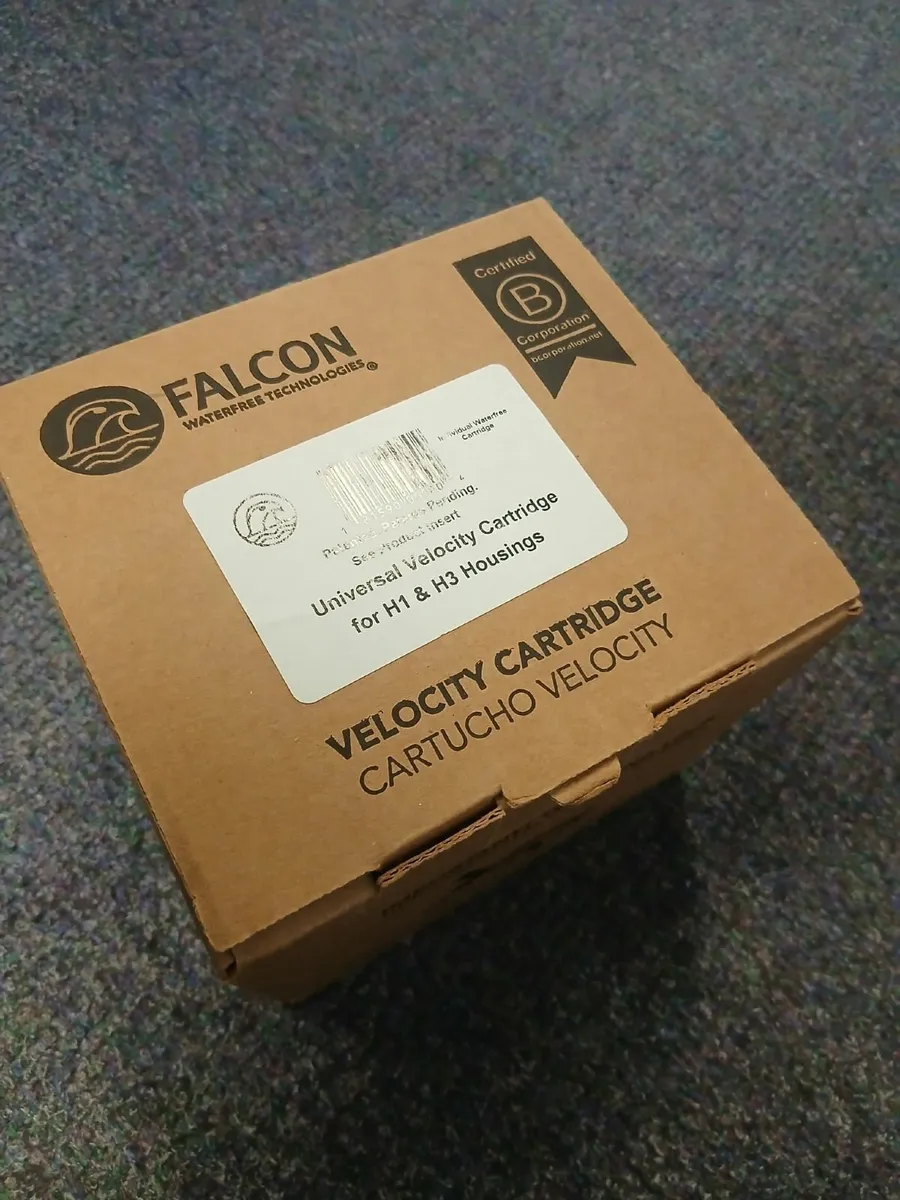 FALCON
WATERFREE TECHNOLOGIES®
Certified
B
Corporation
bcorporation.net
Individual Waterfree
Cartridge
Pending.
See Product Insert
Universal Velocity Cartridge
for H1 & H3 Housings
VELOCITY CARTRIDGE
CARTUCHO VELOCITY